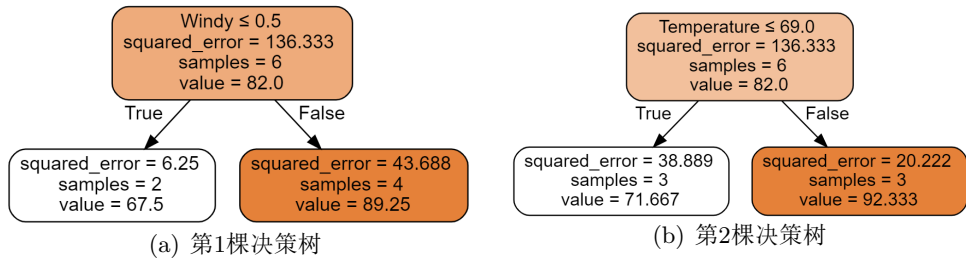 Windy ≤ 0.5
squared_error = 136.333
samples = 6
value = 82.0
True
False
squared_error = 6.25
samples = 2
value = 67.5
squared_error = 43.688
samples = 4
value = 89.25
(a) 第1棵决策树
Temperature ≤ 69.0
squared_error = 136.333
samples = 6
value = 82.0
True
False
squared_error = 38.889
samples = 3
value = 71.667
squared_error = 20.222
samples = 3
value = 92.333
(b) 第2棵决策树